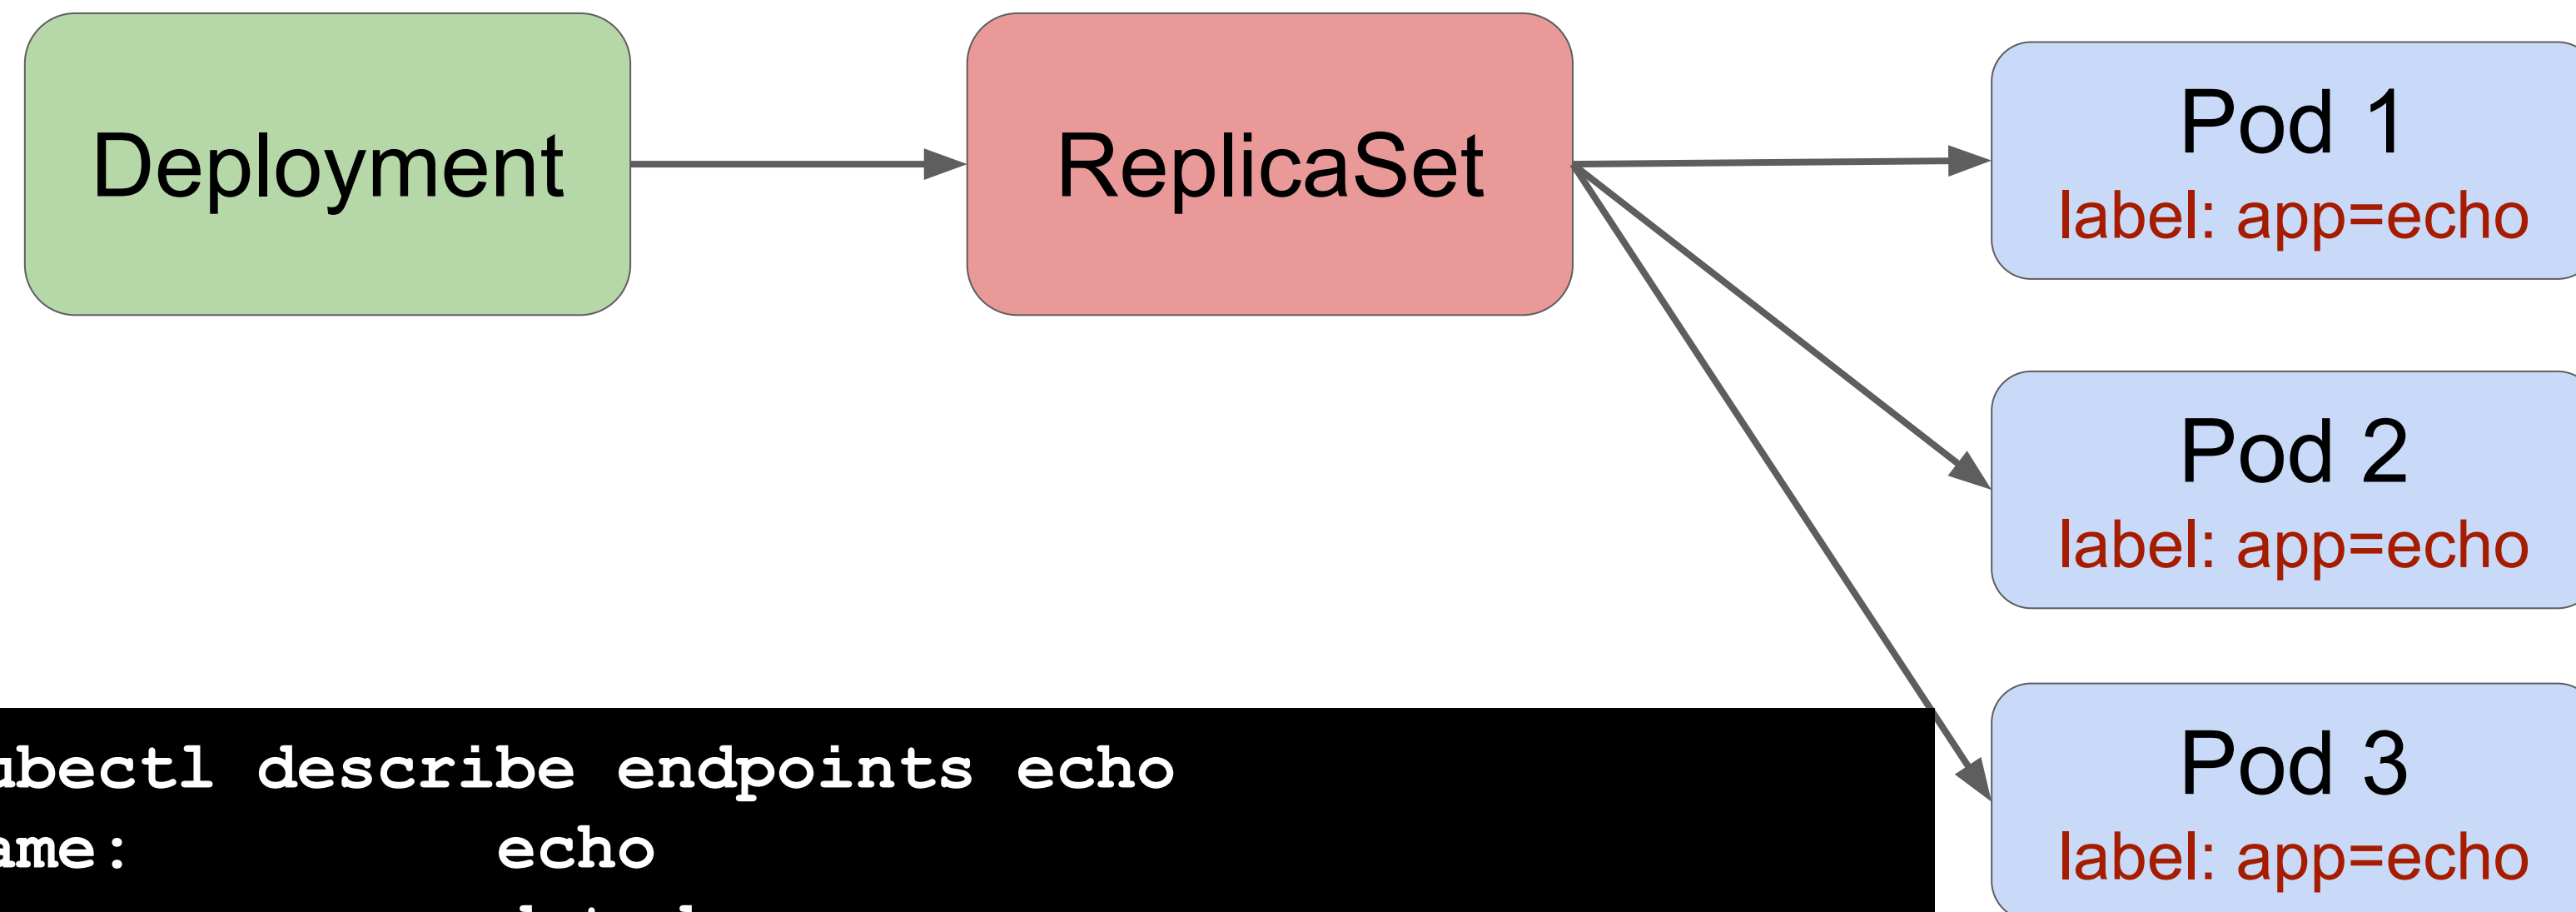 Deployment
ReplicaSet
Pod 1
label: app=echo
Pod 2
label: app=echo
Pod 3
label: app=echo
ubectl describe endpoints echo
ame: echo